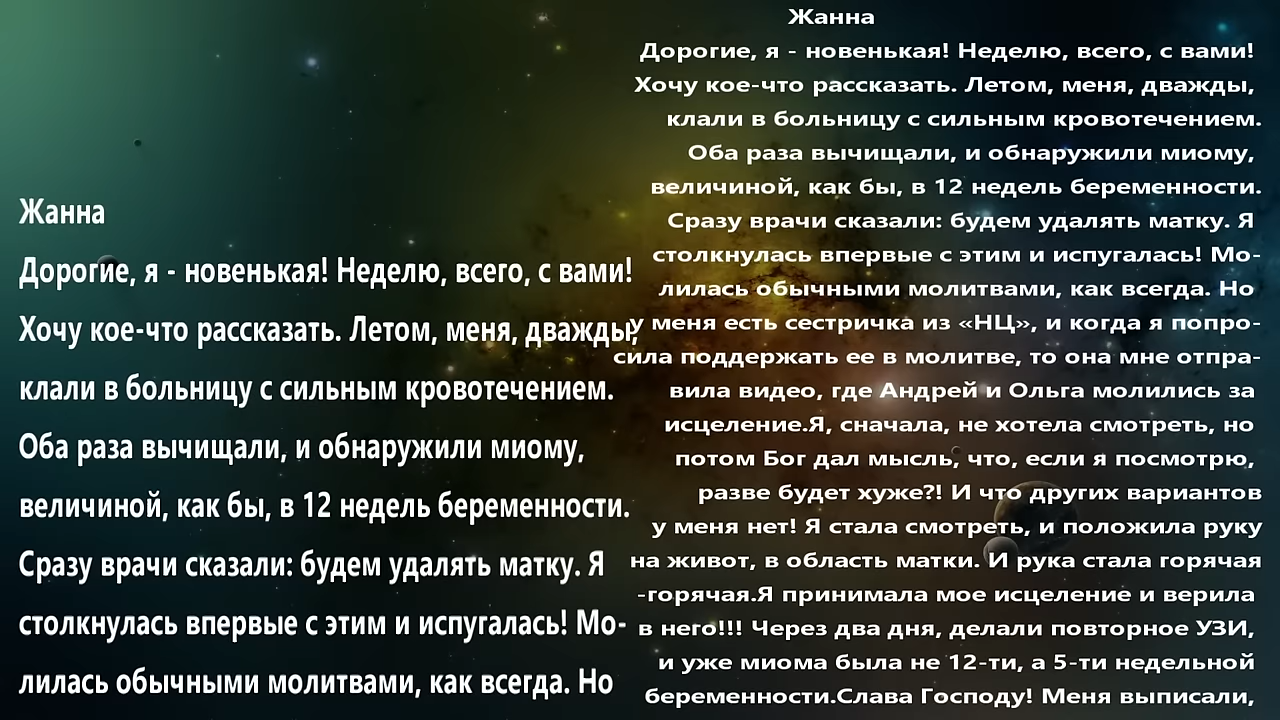 Жанна
Дорогие, я - новенькая! Неделю, всего, с вами!
Хочу кое-что рассказать. Летом, меня, дважды,
клали в больницу с сильным кровотечением.
Оба раза вычищали, и обнаружили миому,
величиной, как бы, в 12 недель беременности.
Сразу врачи сказали: будем удалять матку. Я
столкнулась впервые с этим и испугалась! Мо-
лилась обычными молитвами, как всегда. Но
Жанна
Дорогие, я - новенькая! Неделю, всего, с вами!
Хочу кое-что рассказать. Летом, меня, дважды,
клали в больницу с сильным кровотечением.
Оба раза вычищали, и обнаружили миому,
величиной, как бы, в 12 недель беременности.
Сразу врачи сказали: будем удалять матку. Я
столкнулась впервые с этим и испугалась! Мо-
лилась обычными молитвами, как всегда. Но
у меня есть сестричка из «НЦ», и когда я попро-
сила поддержать ее в молитве, то она мне отпра-
вила видео, где Андрей и Ольга молились за
исцеление.Я, сначала, не хотела смотреть, но
потом Бог дал мысль, что, если я посмотрю,
разве будет хуже?! И что других вариантов
у меня нет! Я стала смотреть, и положила руку
на живот, в область матки. И рука стала горячая
-горячая.Я принимала мое исцеление и верила
в него!!! Через два дня, делали повторное УЗИ,
и уже миома была не 12-ти, а 5-ти недельной
беременности.Слава Господу! Меня выписали,